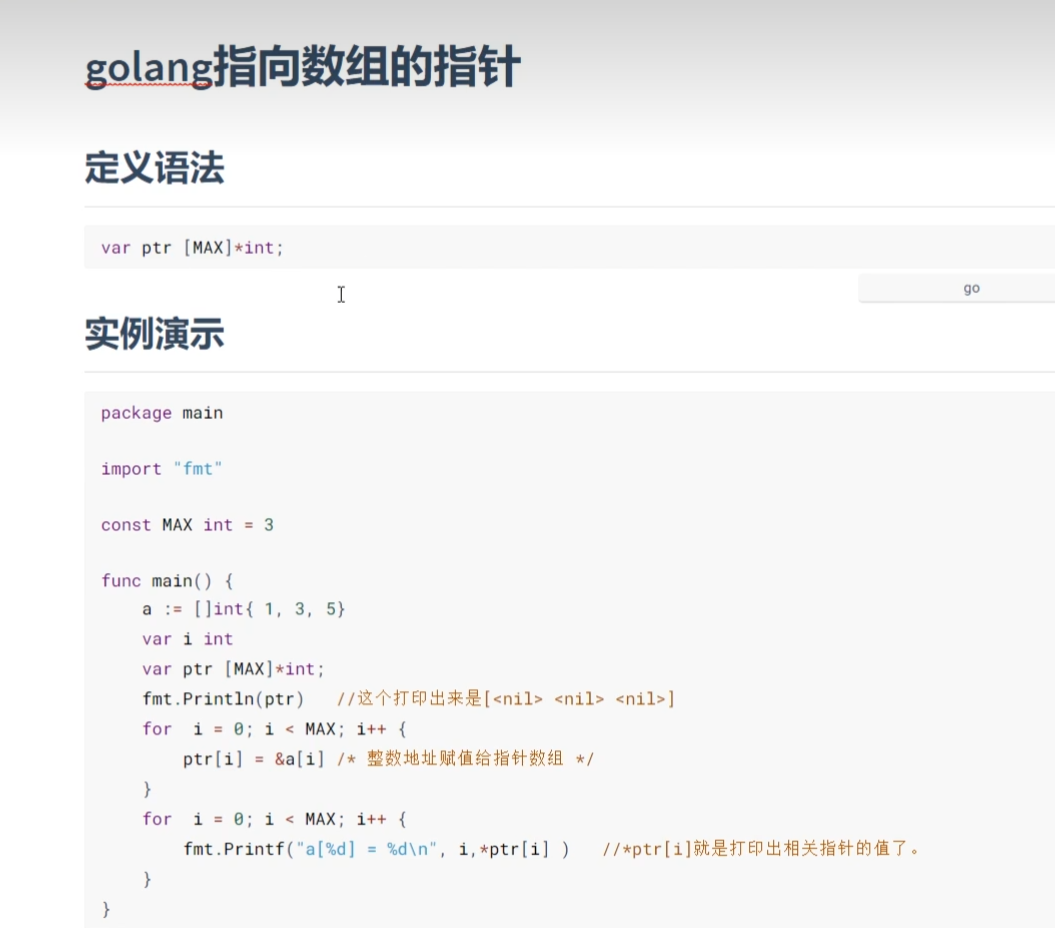 golang指向数组的指针
定义语法
var ptr [MAX]*int;
go
实例演示
package main
import "fmt"
const MAX int = 3
func main() {
    a := []int{ 1, 3, 5}
    var i int
    var ptr [MAX]*int;
    fmt.Println(ptr)   //这个打印出来是[<nil> <nil> <nil>]
    for  i = 0; i < MAX; i++ {
        ptr[i] = &a[i] /* 整数地址赋值给指针数组 */
    }
    for  i = 0; i < MAX; i++ {
        fmt.Printf("a[%d] = %d\n", i,*ptr[i] )   //*ptr[i]就是打印出相关指针的值了。
    }
}